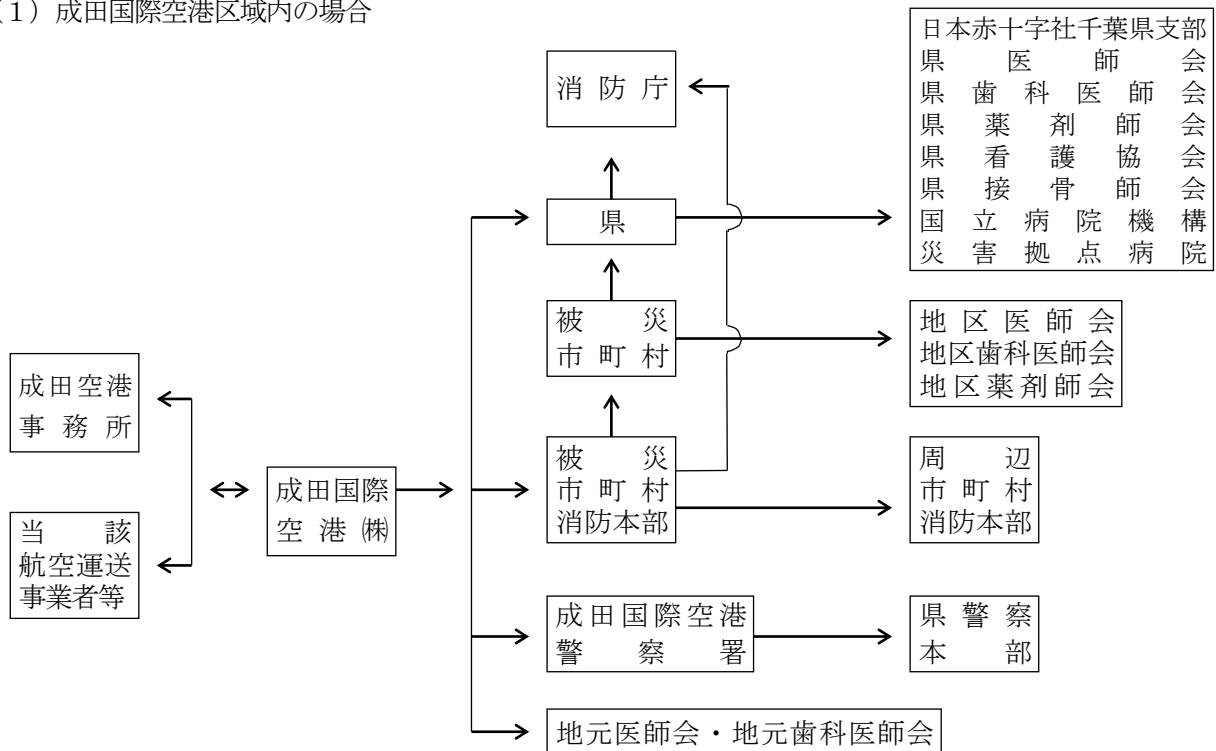 （１）成田国際空港区域内の場合
消防庁
日本赤十字社千葉県支部
県医師会
県歯科医師会
県薬剤師会
県看護協会
県接骨師会
国立病院機構
災害拠点病院
県
被災
市町村
地区医師会
地区歯科医師会
地区薬剤師会
成田空港
事務所
成田国際
空港㈱
当該
航空運送
事業者等
被災
市町村
消防本部
周辺
市町村
消防本部
成田国際空港
警察署
県警察
本部
地元医師会・地元歯科医師会